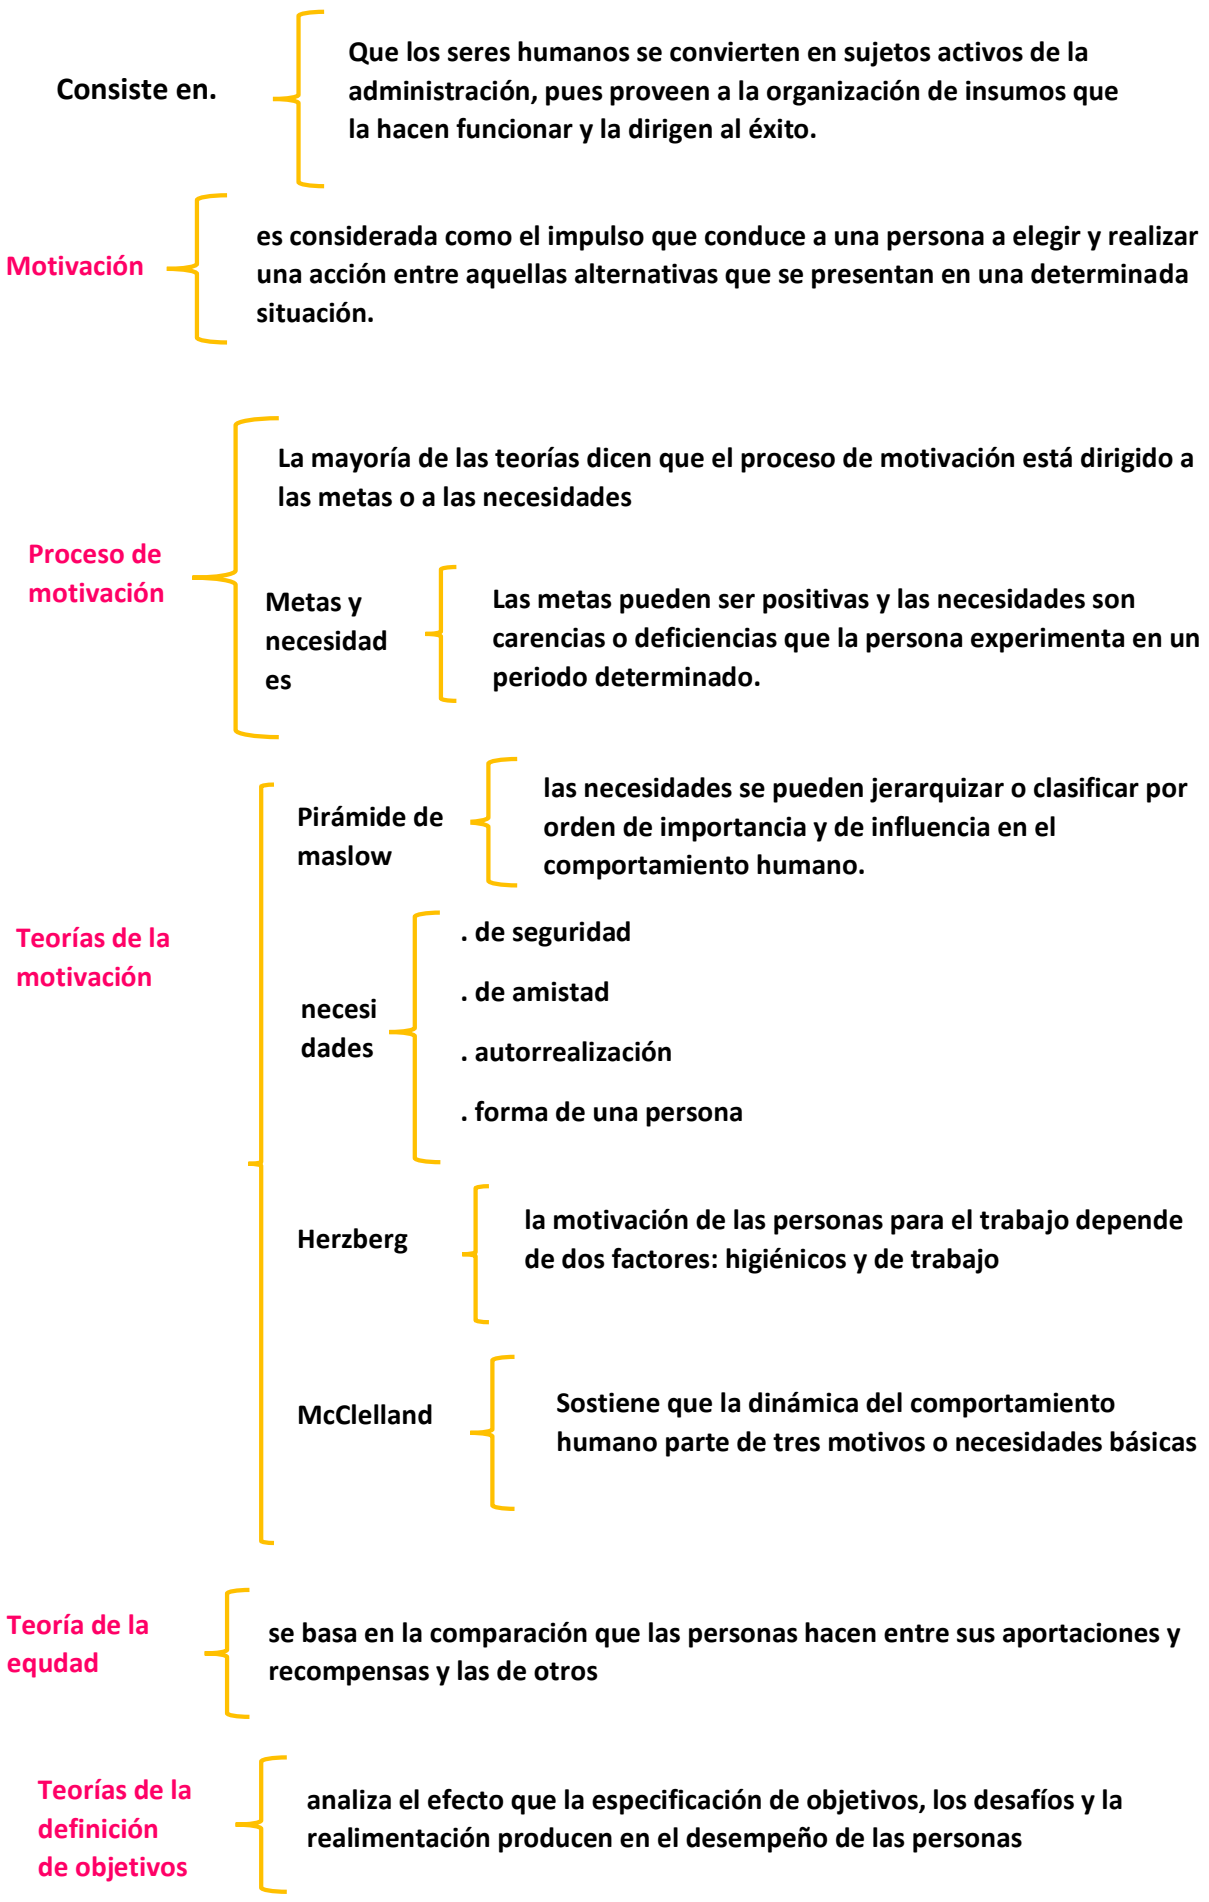 Consiste en.
Que los seres humanos se convierten en sujetos activos de la
administración, pues proveen a la organización de insumos que
la hacen funcionar y la dirigen al éxito.
Motivación
es considerada como el impulso que conduce a una persona a elegir y realizar
una acción entre aquellas alternativas que se presentan en una determinada
situación.
Proceso de
motivación
La mayoría de las teorías dicen que el proceso de motivación está dirigido a
las metas o a las necesidades
Metas y
necesidad
es
Las metas pueden ser positivas y las necesidades son
carencias o deficiencias que la persona experimenta en un
periodo determinado.
Teorías de la
motivación
Pirámide de
maslow
las necesidades se pueden jerarquizar o clasificar por
orden de importancia y de influencia en el
comportamiento humano.
necesi
dades
. de seguridad
. de amistad
. autorrealización
. forma de una persona
Herzberg
la motivación de las personas para el trabajo depende
de dos factores: higiénicos y de trabajo
McClelland
Sostiene que la dinámica del comportamiento
humano parte de tres motivos o necesidades básicas
Teoría de la
equdad
se basa en la comparación que las personas hacen entre sus aportaciones y
recompensas y las de otros
Teorías de la
definición
de objetivos
analiza el efecto que la especificación de objetivos, los desafíos y la
realimentación producen en el desempeño de las personas